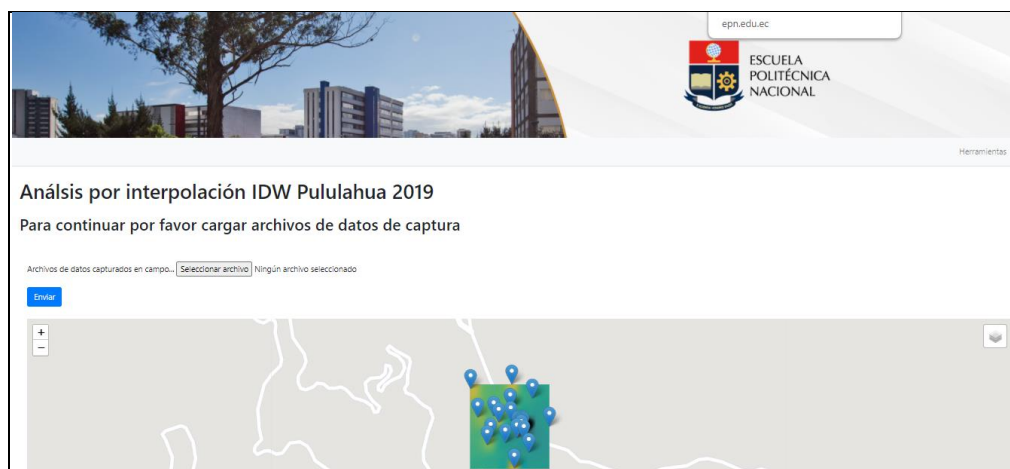 epn.edu.ec
ESCUELA
POLITÉCNICA
NACIONAL
Herramientas
Análsis por interpolación IDW Pululahua 2019
Para continuar por favor cargar archivos de datos de captura
Archivos de datos capturados en campo... Seleccionar archivo Ningún archivo seleccionado
Enviar
+
−